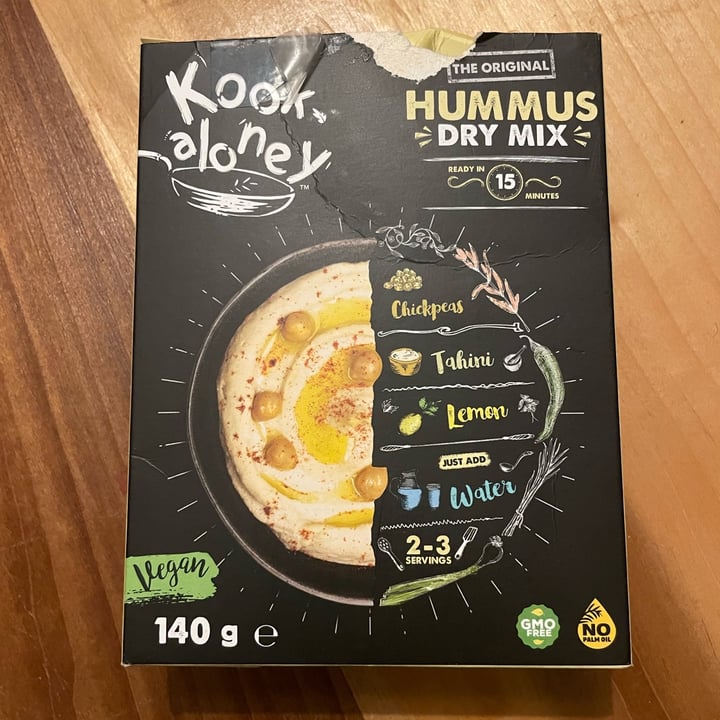 Kook
aloney
TM
THE ORIGINAL
HUMMUS
DRY MIX
READY IN
15
MINUTES
Chickpeas
Tahini
Lemon
JUST ADD
Water
2-3
SERVINGS
Vegan
140 g e
GMO
FREE
NO
PALM OIL